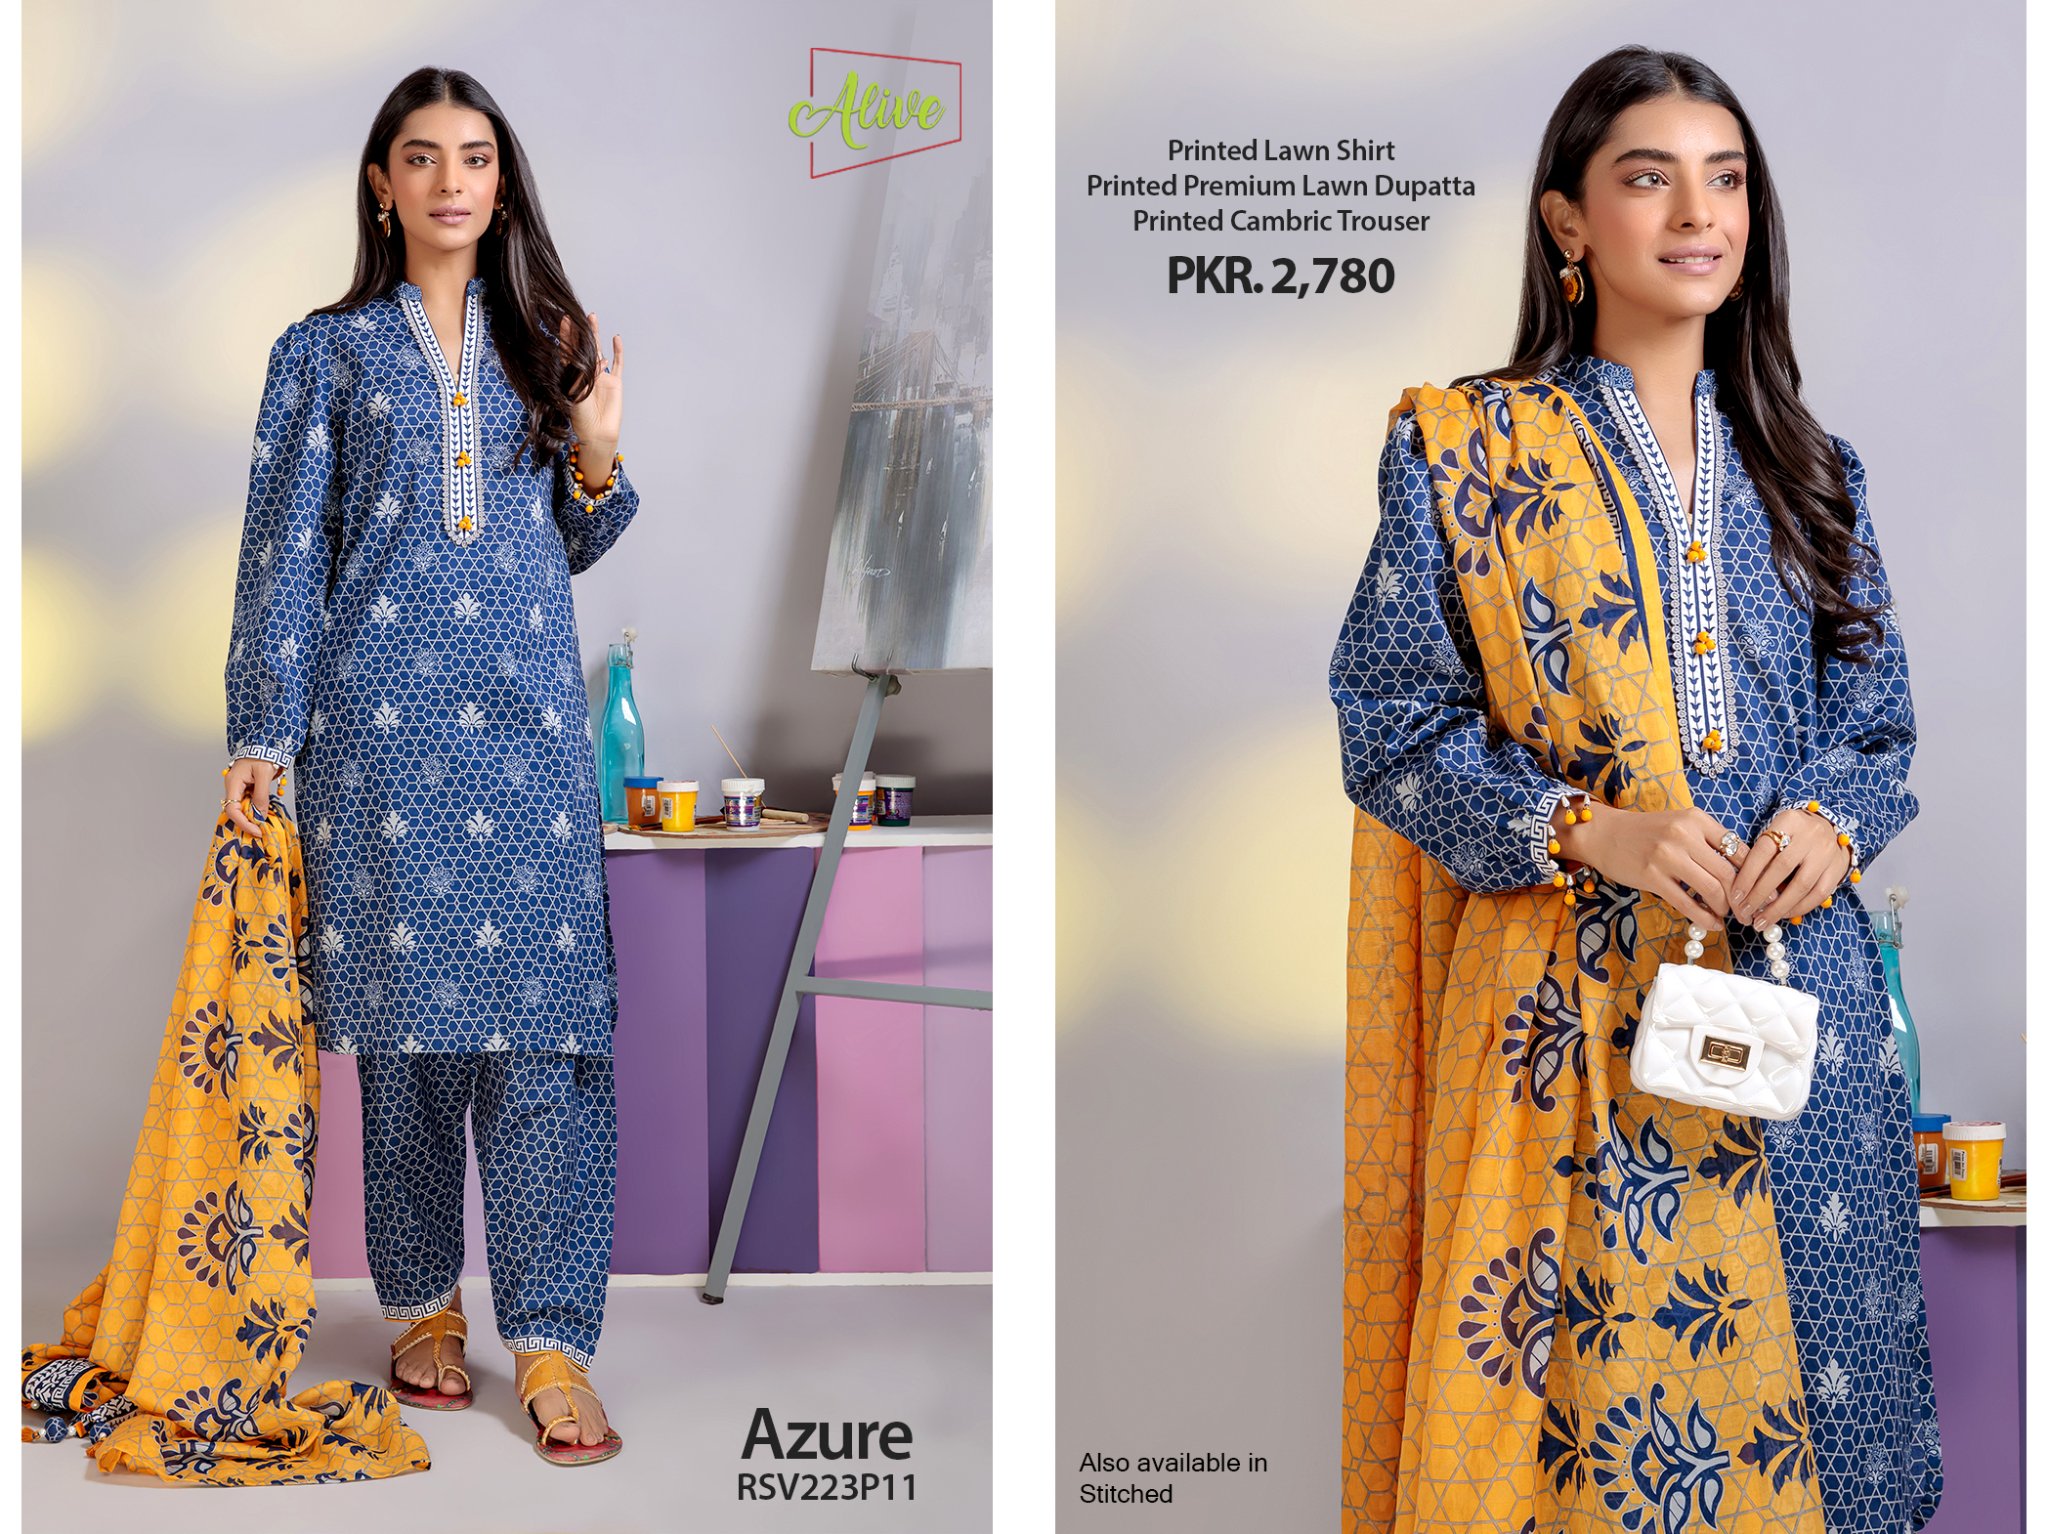 Alive
Azure
RSV223P11
Printed Lawn Shirt
Printed Premium Lawn Dupatta
Printed Cambric Trouser
PKR. 2,780
Also available in
Stitched